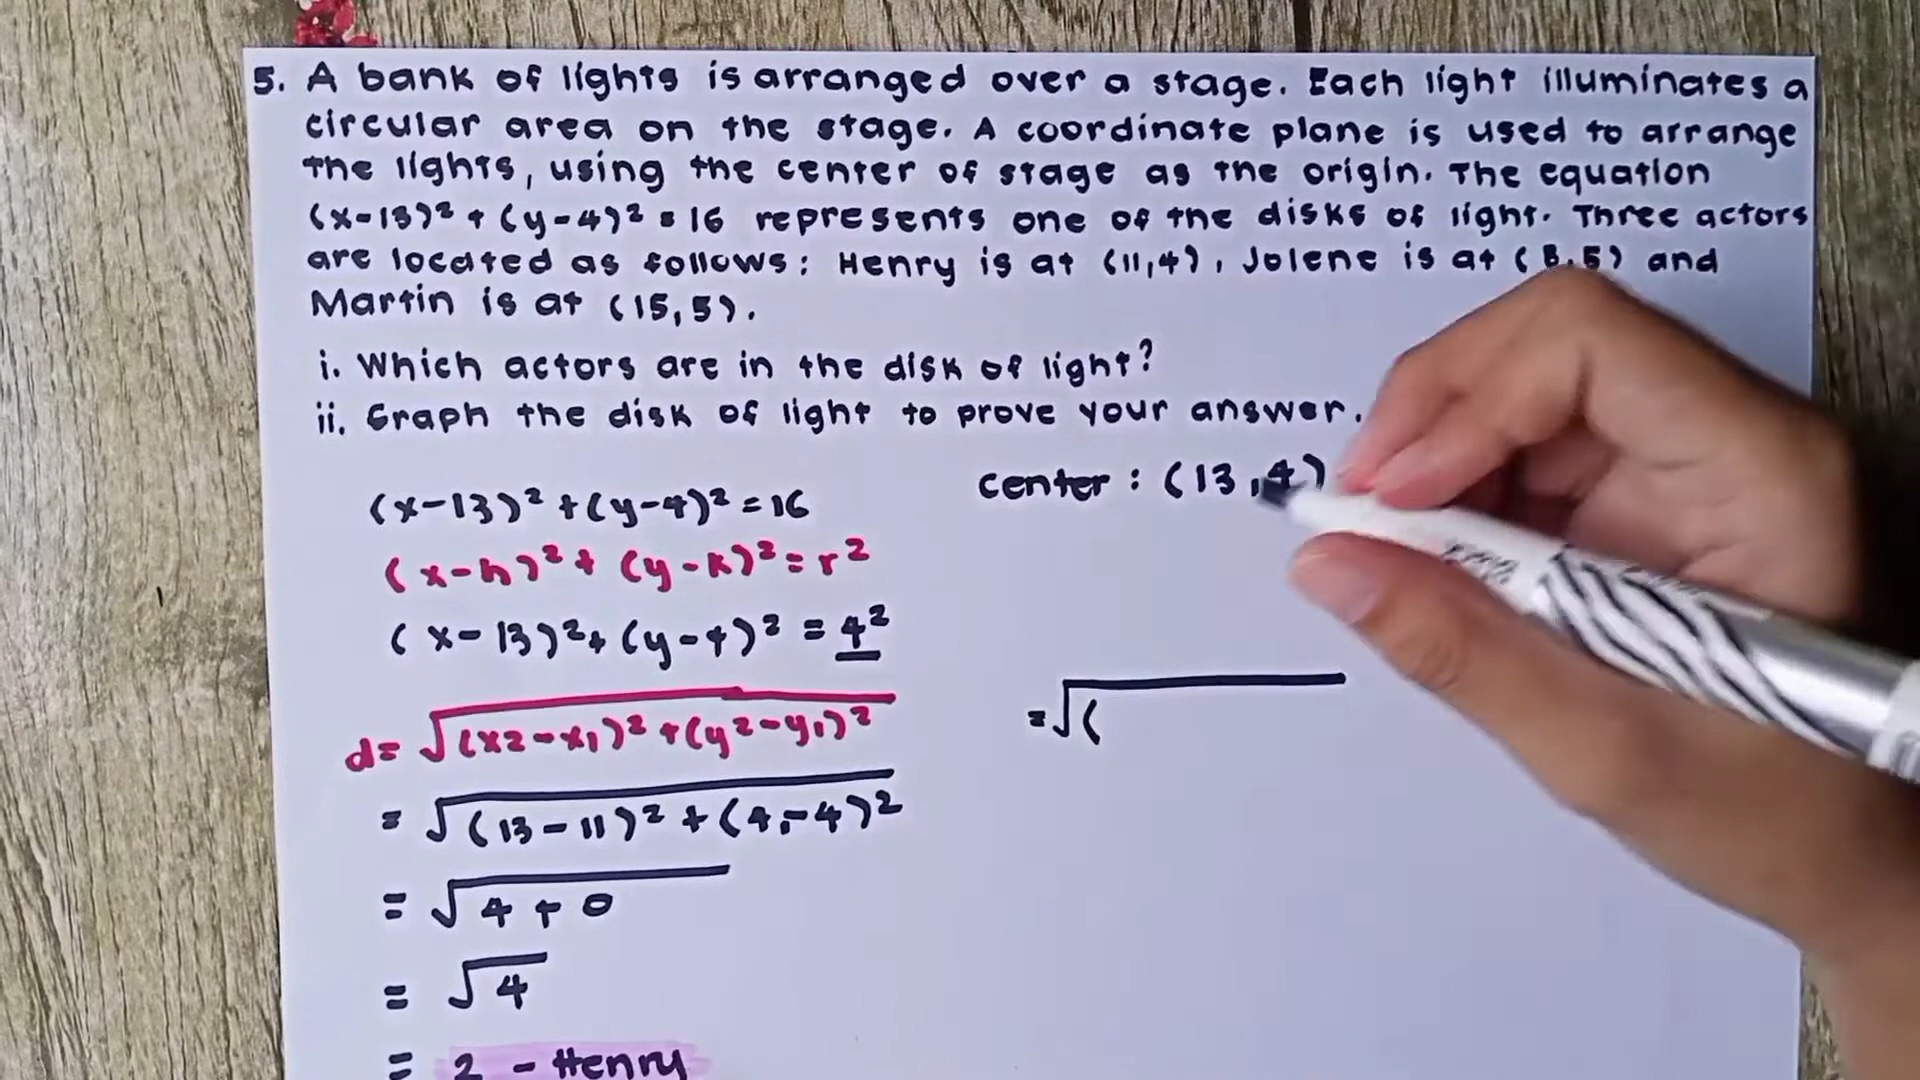 5. A bank of lights is arranged over a stage. Each light illuminates a
circular area on the stage. A coordinate plane is used to arrange
the lights, using the center of stage as the origin. The equation
(x-13)² + (y-4)² = 16 represents one of the disks of light. Three actors
are located as follows: Henry is at (11,4), Jolene is at (8,5) and
Martin is at (15,5).
i. Which actors are in the disk of light?
ii. Graph the disk of light to prove your answer.
(x-13)² + (y-4)² = 16
(x-h)² + (y-k)² = r²
(x-13)² + (y-4)² = 4²
d= √(x2-x₁)² + (y2-y₁)²
= √(13-11)² + (4-4)²
= √4 + 0
= √4
= 2 - Henry
center : (13,4)
= √(